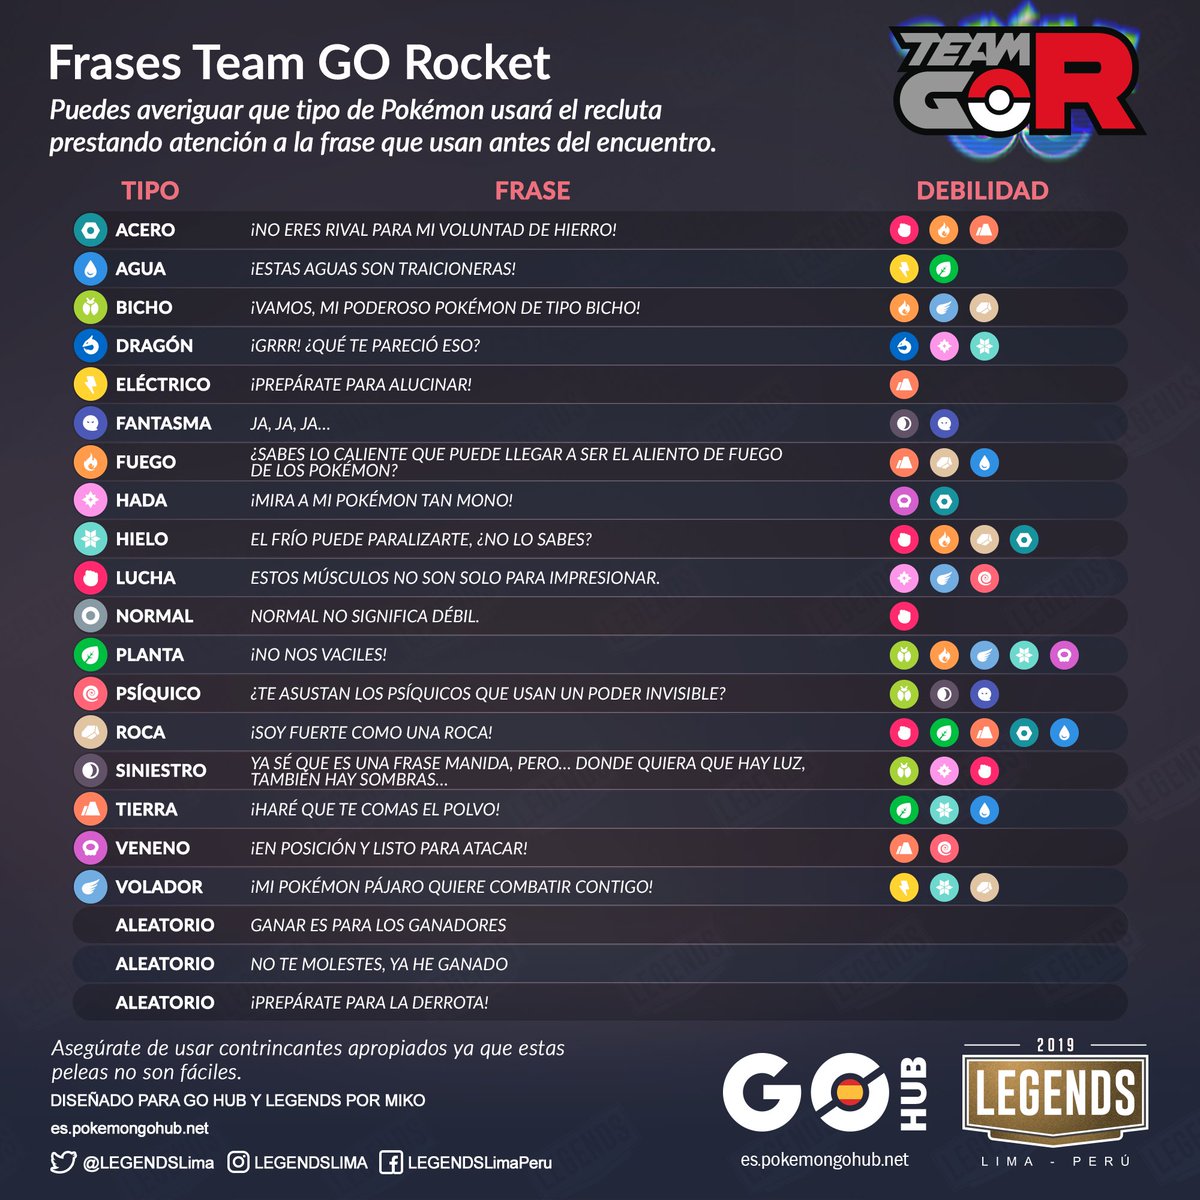 Frases Team GO Rocket
Puedes averiguar que tipo de Pokémon usará el recluta
prestando atención a la frase que usan antes del encuentro.
TEAM
GO R
TIPO FRASE DEBILIDAD
ACERO ¡NO ERES RIVAL PARA MI VOLUNTAD DE HIERRO!
AGUA ¡ESTAS AGUAS SON TRAICIONERAS!
BICHO ¡VAMOS, MI PODEROSO POKÉMON DE TIPO BICHO!
DRAGÓN ¡GRRR! ¿QUÉ TE PARECIÓ ESO?
ELÉCTRICO ¡PREPÁRATE PARA ALUCINAR!
FANTASMA JA, JA, JA...
FUEGO ¿SABES LO CALIENTE QUE PUEDE LLEGAR A SER EL ALIENTO DE FUEGO
DE LOS POKÉMON?
HADA ¡MIRA A MI POKÉMON TAN MONO!
HIELO EL FRÍO PUEDE PARALIZARTE, ¿NO LO SABES?
LUCHA ESTOS MÚSCULOS NO SON SOLO PARA IMPRESIONAR.
NORMAL NORMAL NO SIGNIFICA DÉBIL.
PLANTA ¡NO NOS VACILES!
PSÍQUICO ¿TE ASUSTAN LOS PSÍQUICOS QUE USAN UN PODER INVISIBLE?
ROCA ¡SOY FUERTE COMO UNA ROCA!
SINIESTRO YA SÉ QUE ES UNA FRASE MANIDA, PERO... DONDE QUIERA QUE HAY LUZ,
TAMBIÉN HAY SOMBRAS...
TIERRA ¡HARÉ QUE TE COMAS EL POLVO!
VENENO ¡EN POSICIÓN Y LISTO PARA ATACAR!
VOLADOR ¡MI POKÉMON PÁJARO QUIERE COMBATIR CONTIGO!
ALEATORIO GANAR ES PARA LOS GANADORES
ALEATORIO NO TE MOLESTES, YA HE GANADO
ALEATORIO ¡PREPÁRATE PARA LA DERROTA!
Asegúrate de usar contrincantes apropiados ya que estas
peleas no son fáciles.
DISEÑADO PARA GO HUB Y LEGENDS POR MIKO
es.pokemongohub.net
@LEGENDSLima LEGENDSLIMA LEGENDSLimaPeru
GO HUB
es.pokemongohub.net
2019
LEGENDS
LIMA - PERÚ